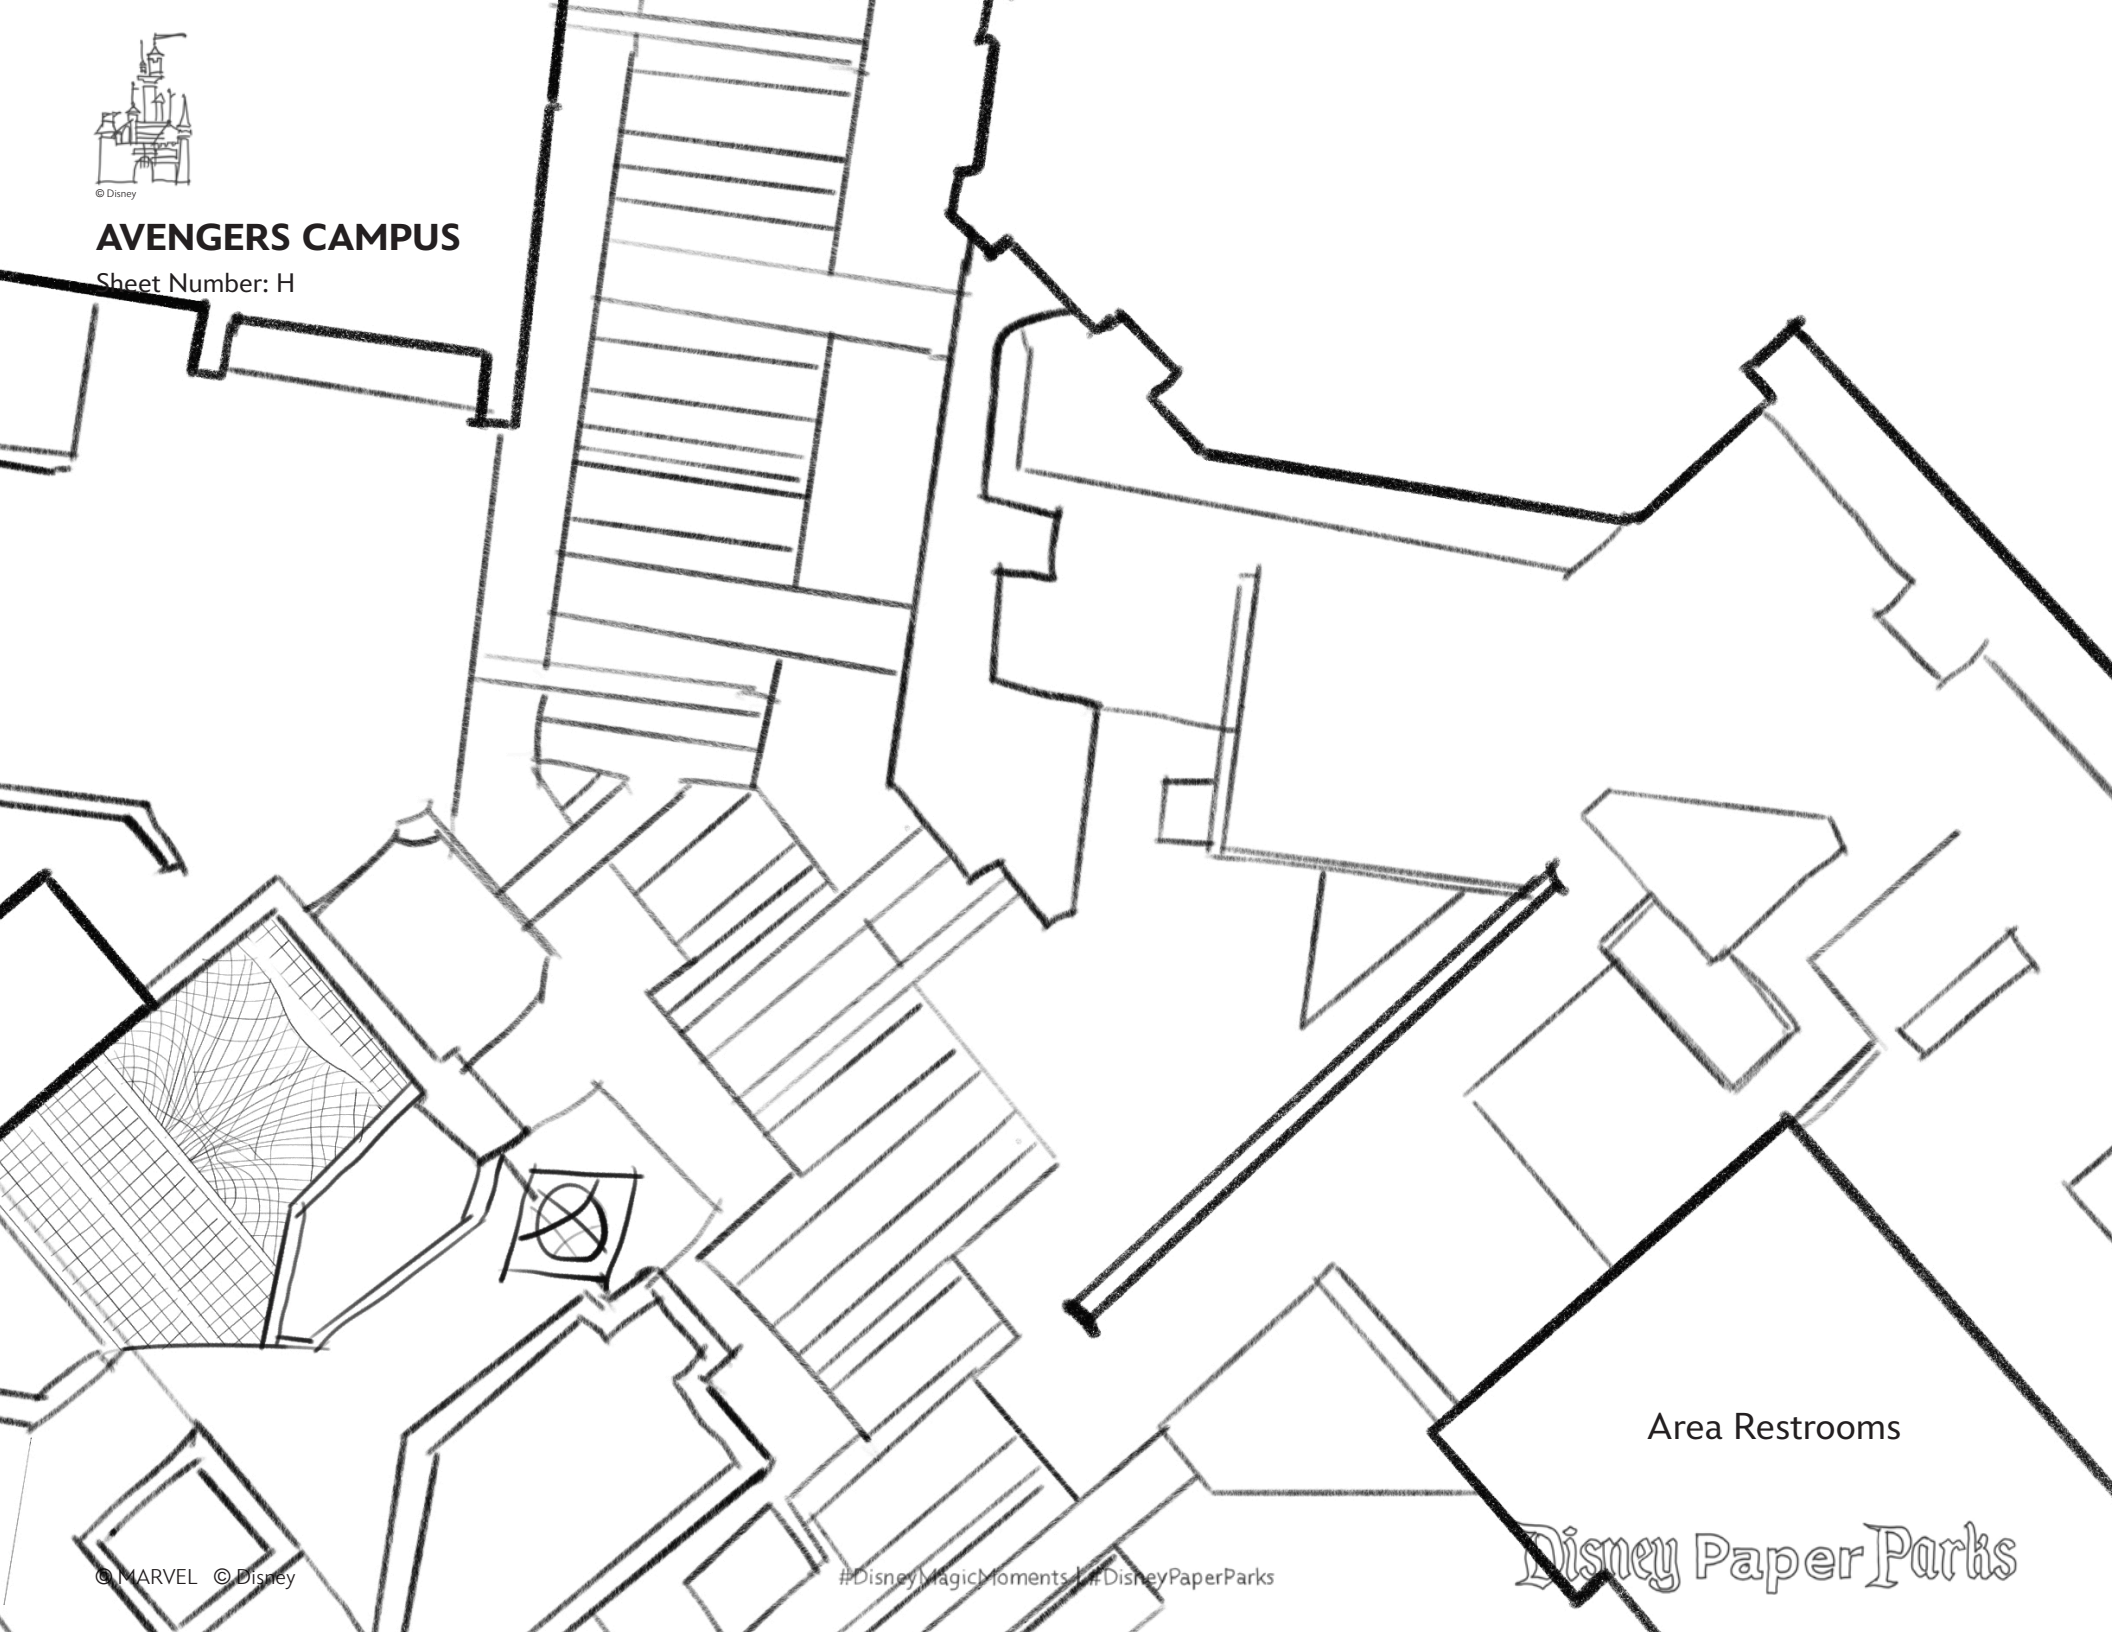 © Disney
AVENGERS CAMPUS
Sheet Number: H
Area Restrooms
Disney Paper Parks
© MARVEL © Disney
#DisneyMagicMoments | #DisneyPaperParks